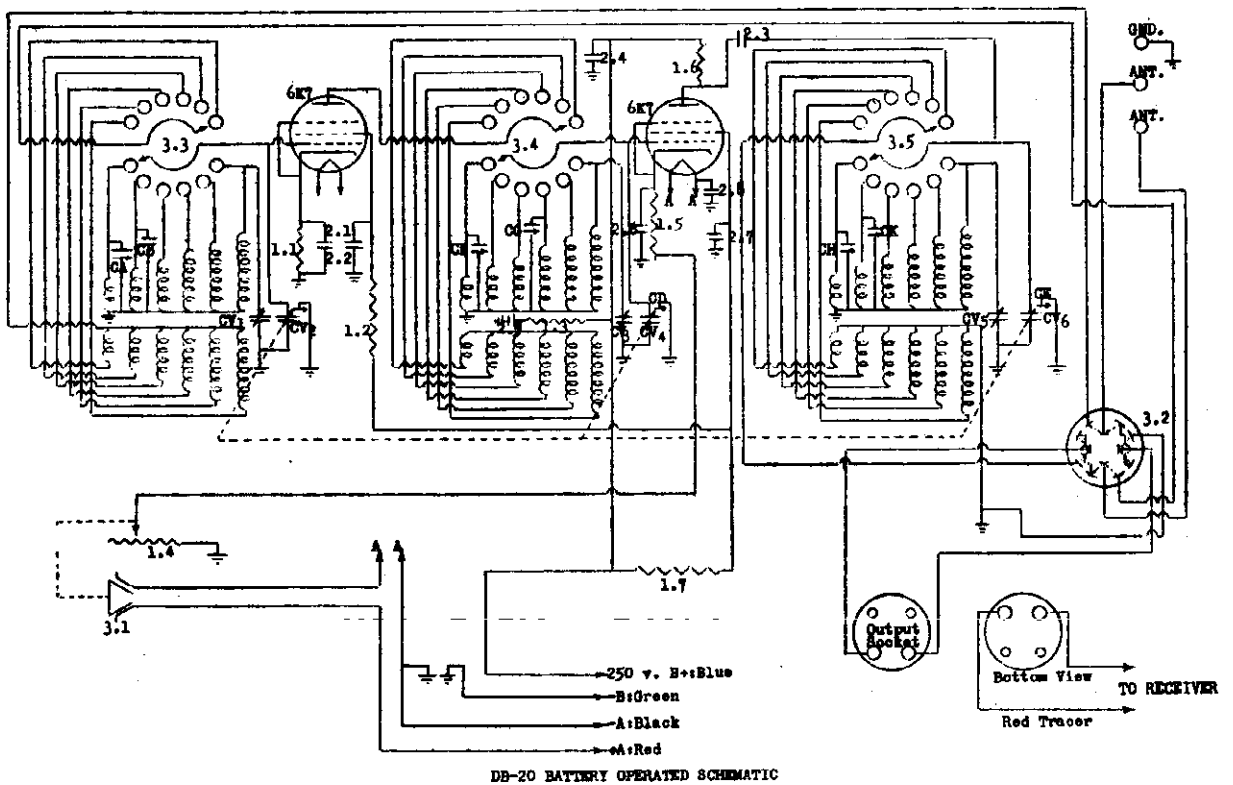 GND.
ANT.
ANT.
2.3
2.4
1.6
6K7
6K7
3.3
3.4
3.5
1.1
2.1
2.2
1.2
1.5
2.7
CA
CB
CG
CH
CK
CV1
CV2
CD
CV4
CV5
CV6
3.2
1.4
A
A
3.1
1.7
Output
Socket
Bottom View
TO RECEIVER
Red Tracer
250 v. B+:Blue
B:Green
A:Black
A:Red
DB-20 BATTERY OPERATED SCHEMATIC